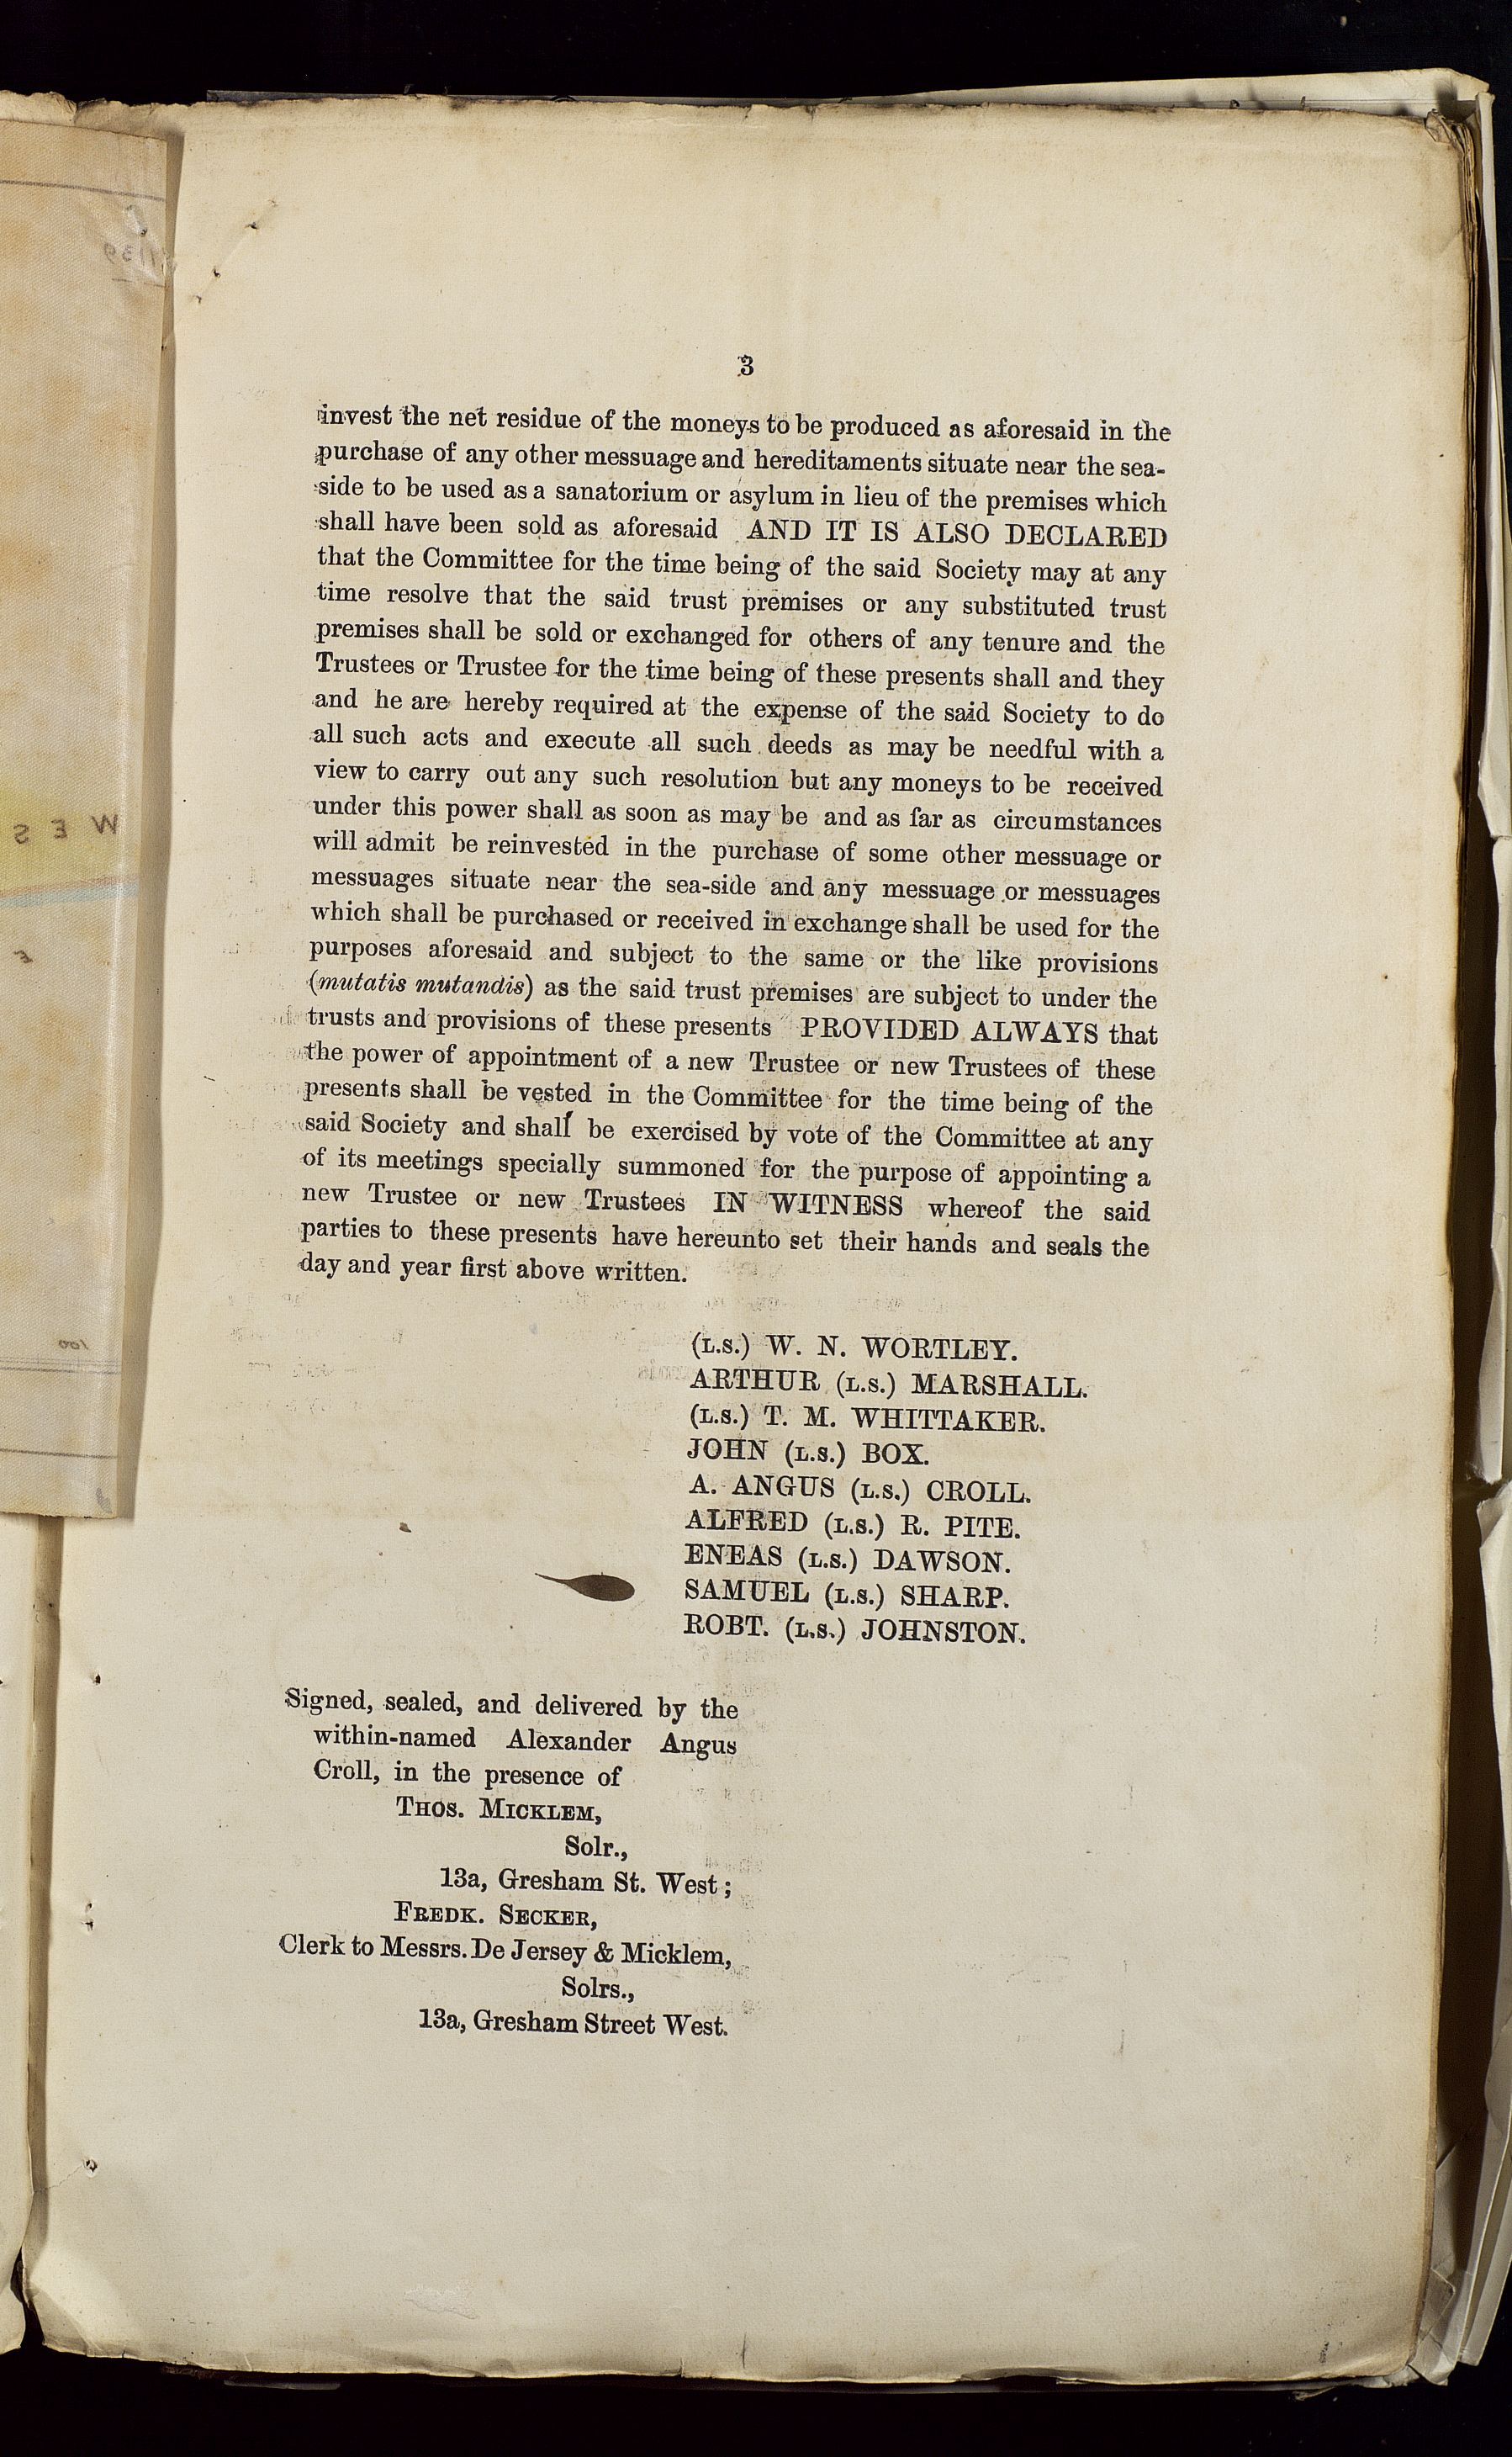 3
invest the net residue of the moneys to be produced as aforesaid in the
purchase of any other messuage and hereditaments situate near the sea-
side to be used as a sanatorium or asylum in lieu of the premises which
shall have been sold as aforesaid AND IT IS ALSO DECLARED
that the Committee for the time being of the said Society may at any
time resolve that the said trust premises or any substituted trust
premises shall be sold or exchanged for others of any tenure and the
Trustees or Trustee for the time being of these presents shall and they
and he are hereby required at the expense of the said Society to do
all such acts and execute all such deeds as may be needful with a
view to carry out any such resolution but any moneys to be received
under this power shall as soon as may be and as far as circumstances
will admit be reinvested in the purchase of some other messuage or
messuages situate near the sea-side and any messuage or messuages
which shall be purchased or received in exchange shall be used for the
purposes aforesaid and subject to the same or the like provisions
(mutatis mutandis) as the said trust premises are subject to under the
trusts and provisions of these presents PROVIDED ALWAYS that
the power of appointment of a new Trustee or new Trustees of these
presents shall be vested in the Committee for the time being of the
said Society and shall be exercised by vote of the Committee at any
of its meetings specially summoned for the purpose of appointing a
new Trustee or new Trustees IN WITNESS whereof the said
parties to these presents have hereunto set their hands and seals the
day and year first above written.
(L.S.) W. N. WORTLEY.
ARTHUR (L.S.) MARSHALL.
(L.S.) T. M. WHITTAKER.
JOHN (L.S.) BOX.
A. ANGUS (L.S.) CROLL.
ALFRED (L.S.) R. PITE.
ENEAS (L.S.) DAWSON.
SAMUEL (L.S.) SHARP.
ROBT. (L.S.) JOHNSTON.
Signed, sealed, and delivered by the
within-named Alexander Angus
Croll, in the presence of
THOS. MICKLEM,
Solr.,
13a, Gresham St. West;
FREDK. SECKER,
Clerk to Messrs. De Jersey & Micklem,
Solrs.,
13a, Gresham Street West.